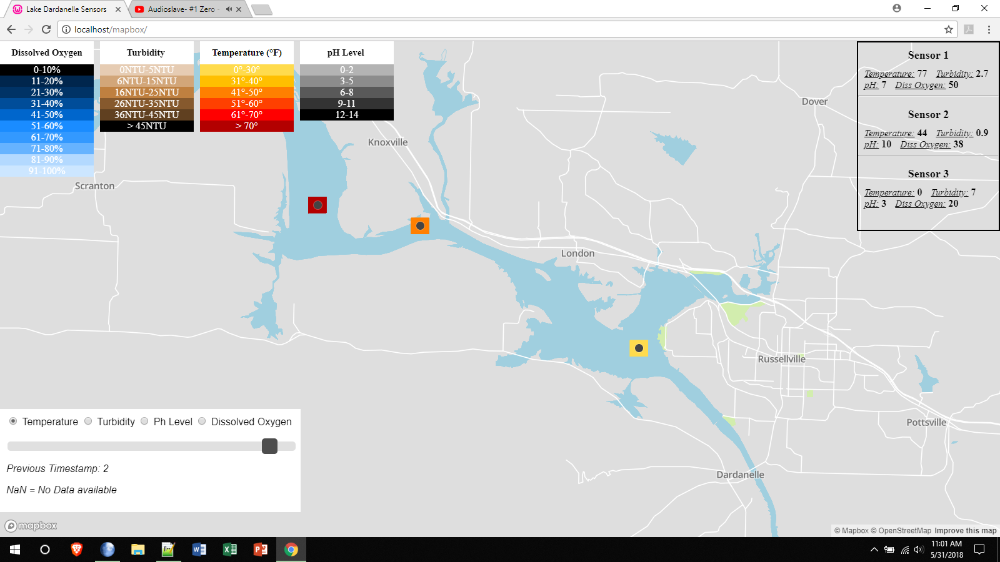 Lake Dardanelle Sensors
Audioslave- #1 Zero -
localhost/mapbox/
Dissolved Oxygen
0-10%
11-20%
21-30%
31-40%
41-50%
51-60%
61-70%
71-80%
81-90%
91-100%
Turbidity
0NTU-5NTU
6NTU-15NTU
16NTU-25NTU
26NTU-35NTU
36NTU-45NTU
> 45NTU
Temperature (°F)
0°-30°
31°-40°
41°-50°
51°-60°
61°-70°
> 70°
pH Level
0-2
3-5
6-8
9-11
12-14
Sensor 1
Temperature: 77 Turbidity: 2.7
pH: 7 Diss Oxygen: 50
Sensor 2
Temperature: 44 Turbidity: 0.9
pH: 10 Diss Oxygen: 38
Sensor 3
Temperature: 0 Turbidity: 7
pH: 3 Diss Oxygen: 20
Dover
Knoxville
Scranton
London
Russellville
Pottsville
Dardanelle
Temperature Turbidity Ph Level Dissolved Oxygen
Previous Timestamp: 2
NaN = No Data available
mapbox
© Mapbox © OpenStreetMap Improve this map
11:01 AM
5/31/2018